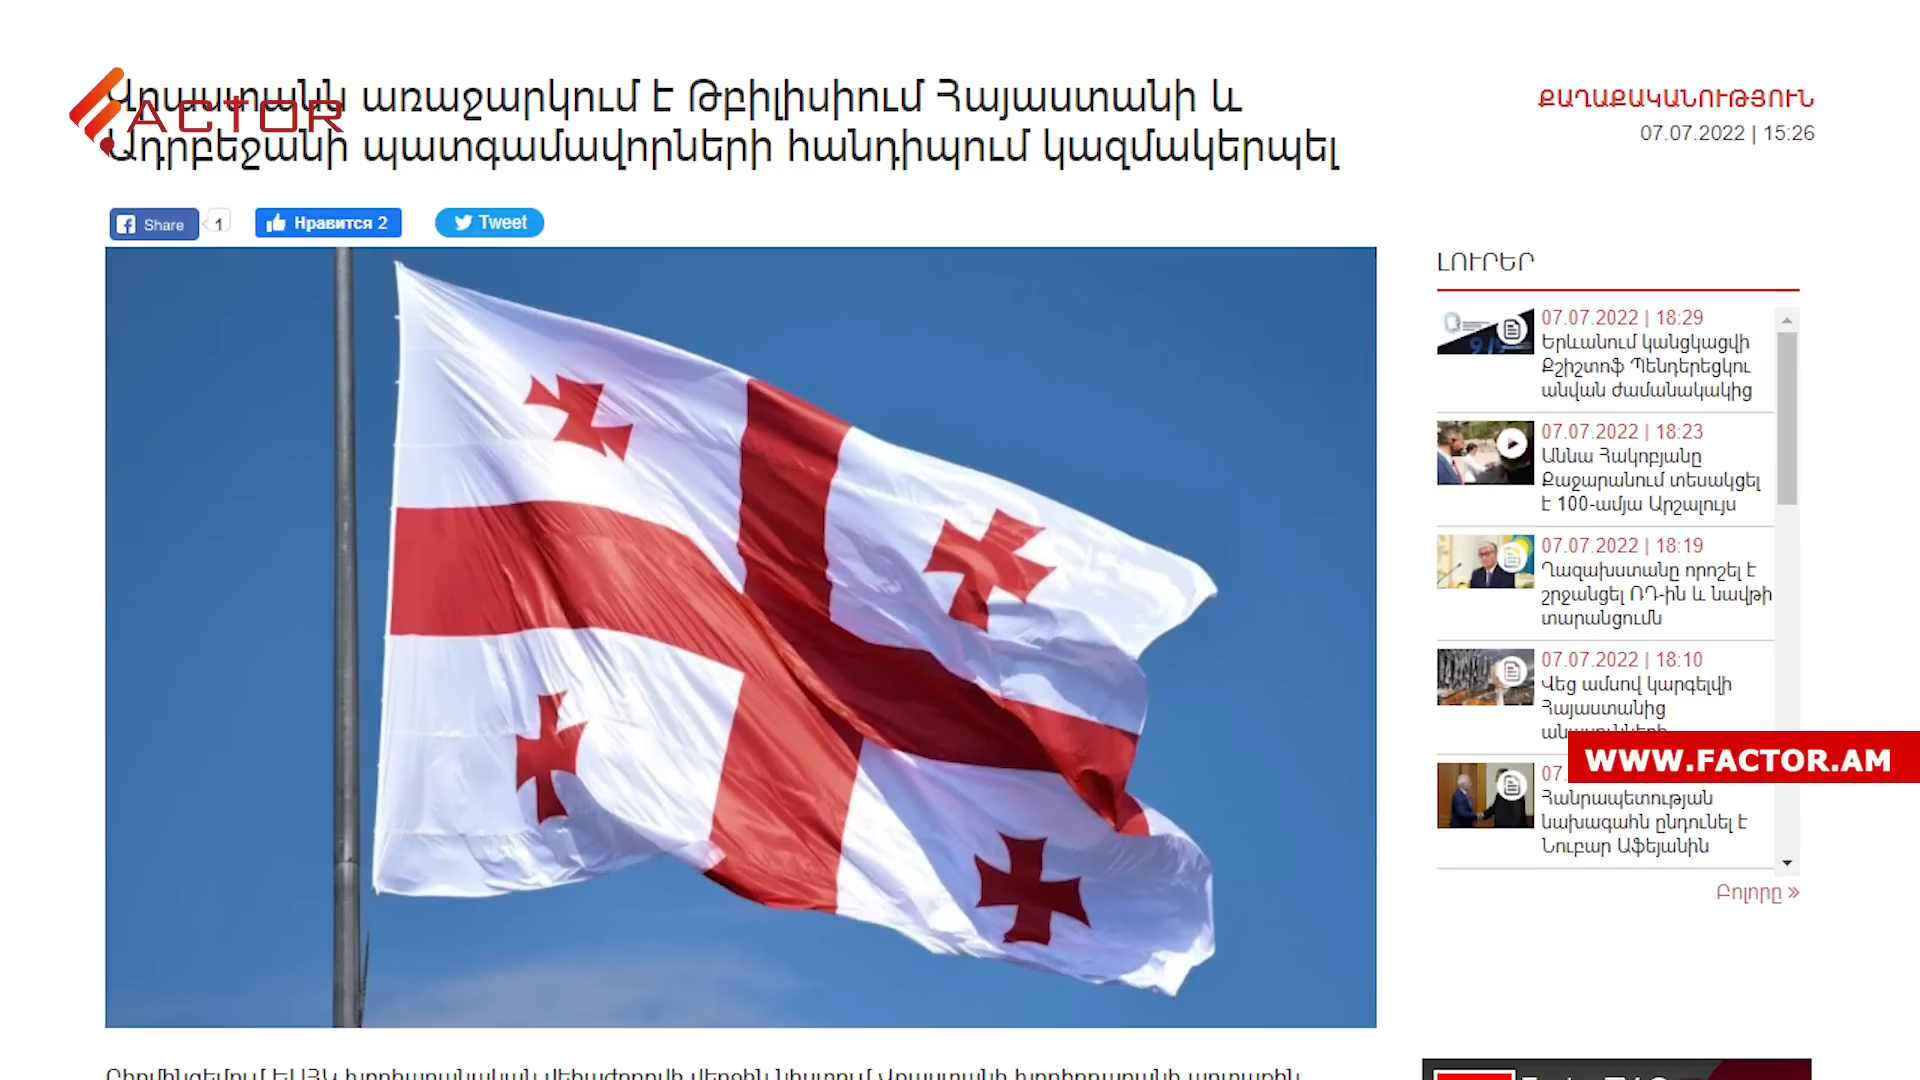 Վրաստանն առաջարկում է Թբիլիսիում Հայաստանի և
Ադրբեջանի պատգամավորների հանդիպում կազմակերպել
ACTOR
ՔԱՂԱՔԱԿԱՆՈՒԹՅՈՒՆ
07.07.2022 | 15:26
Share 1
Нравится 2
Tweet
ԼՈՒՐԵՐ
07.07.2022 | 18:29
Երևանում կանցկացվի
Քշիշտոֆ Պենդերեցկու
անվան ժամանակակից
07.07.2022 | 18:23
Աննա Հակոբյանը
Քաջարանում տեսակցել
է 100-ամյա Արշալույս
07.07.2022 | 18:19
Ղազախստանը որոշել է
շրջանցել ՌԴ-ին և նավթի
տարանցումն
07.07.2022 | 18:10
Վեց ամսով կարգելվի
Հայաստանից
անասունների
WWW.FACTOR.AM
07.
Հանրապետության
նախագահն ընդունել է
Նուբար Աֆեյանին
Բոլորը »